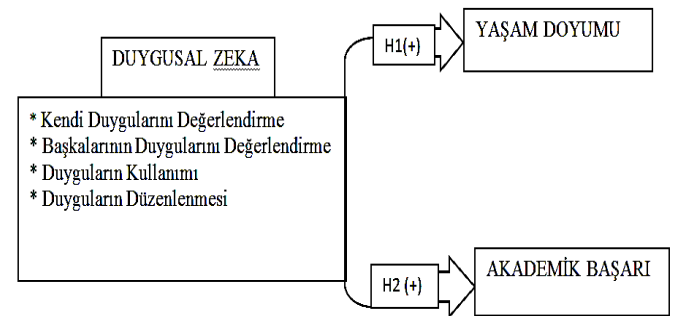 DUYGUSAL ZEKA
* Kendi Duygularını Değerlendirme
* Başkalarının Duygularını Değerlendirme
* Duyguların Kullanımı
* Duyguların Düzenlenmesi
H1(+)
YAŞAM DOYUMU
H2 (+)
AKADEMİK BAŞARI